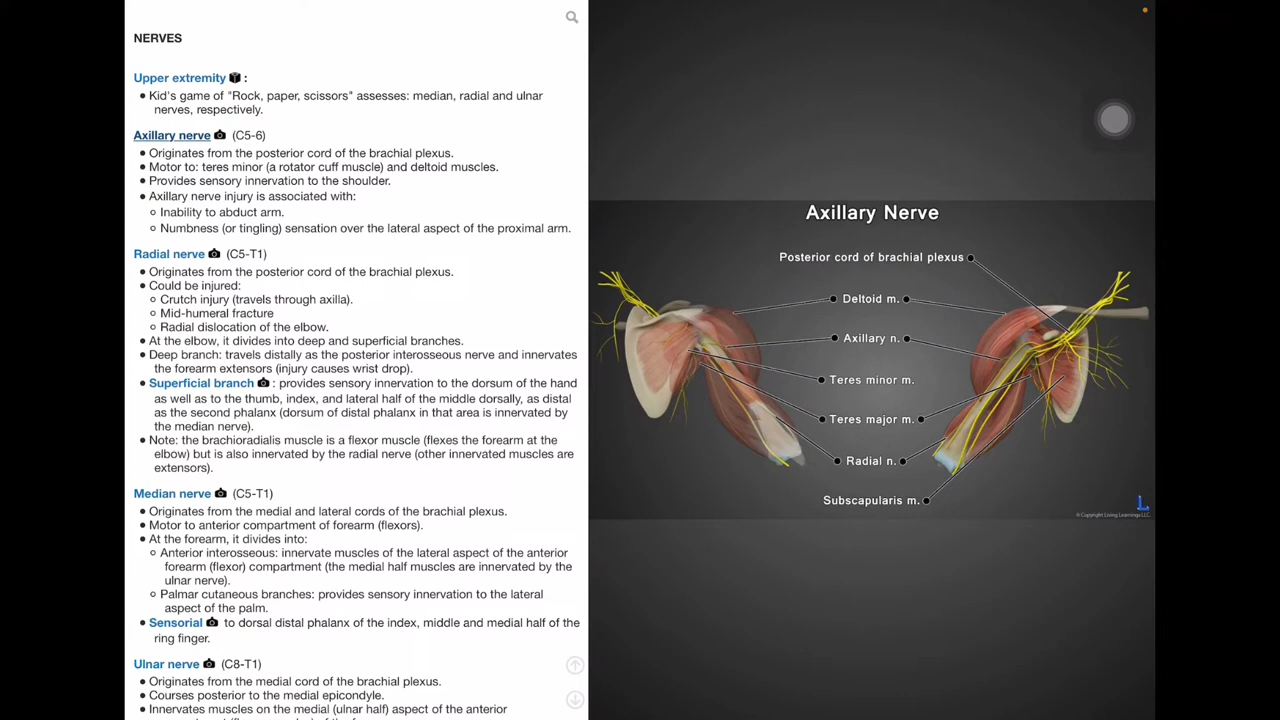 NERVES
Upper extremity :
• Kid's game of "Rock, paper, scissors" assesses: median, radial and ulnar
nerves, respectively.
Axillary nerve (C5-6)
• Originates from the posterior cord of the brachial plexus.
• Motor to: teres minor (a rotator cuff muscle) and deltoid muscles.
• Provides sensory innervation to the shoulder.
• Axillary nerve injury is associated with:
o Inability to abduct arm.
o Numbness (or tingling) sensation over the lateral aspect of the proximal arm.
Radial nerve (C5-T1)
• Originates from the posterior cord of the brachial plexus.
• Could be injured:
o Crutch injury (travels through axilla).
o Mid-humeral fracture
o Radial dislocation of the elbow.
• At the elbow, it divides into deep and superficial branches.
• Deep branch: travels distally as the posterior interosseous nerve and innervates
the forearm extensors (injury causes wrist drop).
• Superficial branch : provides sensory innervation to the dorsum of the hand
as well as to the thumb, index, and lateral half of the middle dorsally, as distal
as the second phalanx (dorsum of distal phalanx in that area is innervated by
the median nerve).
• Note: the brachioradialis muscle is a flexor muscle (flexes the forearm at the
elbow) but is also innervated by the radial nerve (other innervated muscles are
extensors).
Median nerve (C5-T1)
• Originates from the medial and lateral cords of the brachial plexus.
• Motor to anterior compartment of forearm (flexors).
• At the forearm, it divides into:
o Anterior interosseous: innervate muscles of the lateral aspect of the anterior
forearm (flexor) compartment (the medial half muscles are innervated by the
ulnar nerve).
o Palmar cutaneous branches: provides sensory innervation to the lateral
aspect of the palm.
• Sensorial to dorsal distal phalanx of the index, middle and medial half of the
ring finger.
Ulnar nerve (C8-T1)
• Originates from the medial cord of the brachial plexus.
• Courses posterior to the medial epicondyle.
• Innervates muscles on the medial (ulnar half) aspect of the anterior
Axillary Nerve
Posterior cord of brachial plexus
Deltoid m.
Axillary n.
Teres minor m.
Teres major m.
Radial n.
Subscapularis m.
L
© Copyright Living Learnings LLC.